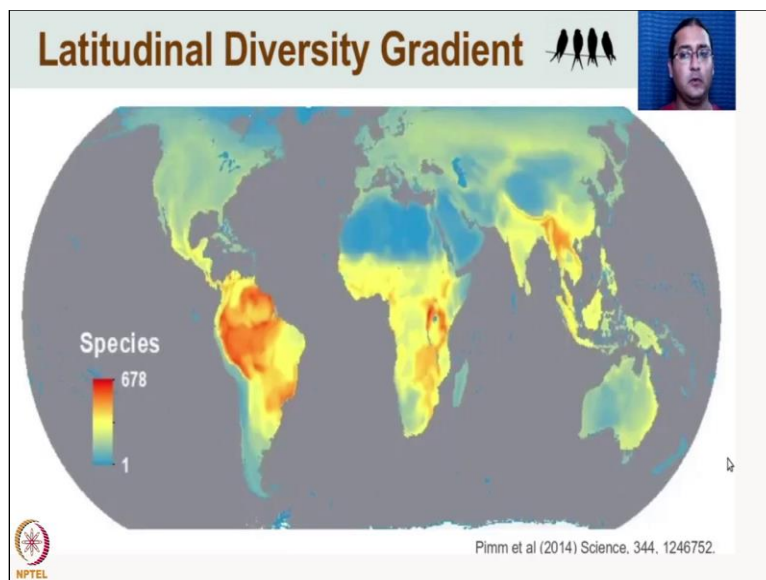 Latitudinal Diversity Gradient
Species
678
1
Pimm et al (2014) Science, 344, 1246752.
NPTEL